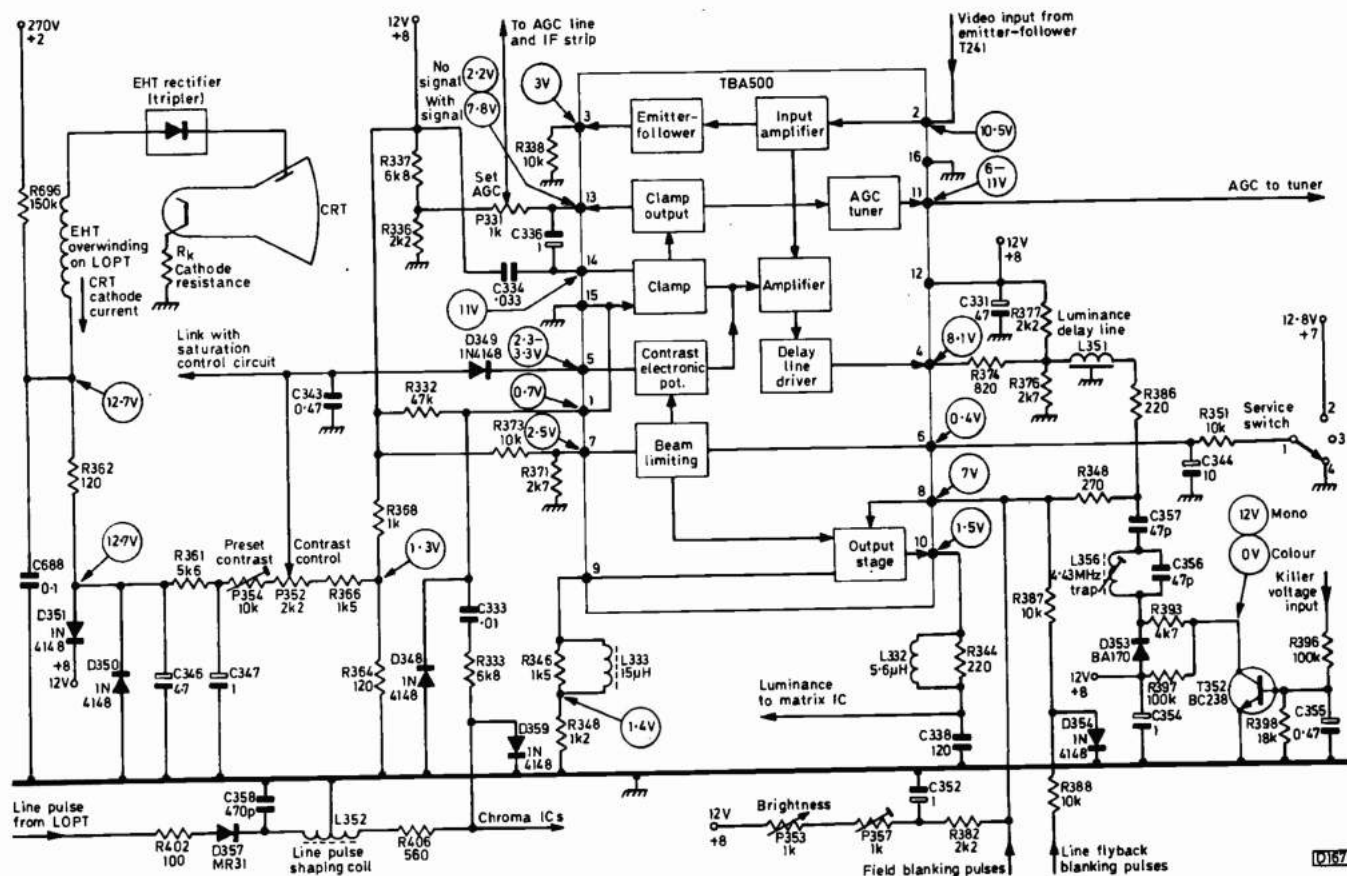 270V
+2
EHT rectifier
(tripler)
R696
150k
EHT
overwinding
on LOPT
CRT
cathode
current
CRT
Rk
Cathode
resistance
12V
+8
To AGC line
and IF strip
No
signal
With
signal
2·2V
7·8V
3V
R337
6k8
Set
AGC
R336
2k2
P331
1k
R338
10k
C336
1
C334
·033
11V
TBA500
3
13
14
15
5
1
7
9
Emitter-
follower
Input
amplifier
Clamp
output
AGC
tuner
Clamp
Amplifier
Contrast
electronic
pot.
Delay
line
driver
Beam
limiting
Output
stage
2
16
11
12
4
6
8
10
Video input from
emitter-follower
T241
10·5V
6–
11V
AGC to tuner
12V
+8
C331
47
R377
2k2
Luminance
delay line
L351
8·1V
R374
820
R376
2k7
R386
220
12·8V
+7
Service
switch
R351
10k
1
2
3
4
0·4V
C344
10
7V
R348
270
1·5V
Link with
saturation
control circuit
D349
1N4148
2·3–
3·3V
0·7V
2·5V
C343
0·47
R332
47k
R373
10k
R371
2k7
12·7V
R362
120
12·7V
C688
0·1
D351
1N
4148
+8
12V
D350
1N
4148
R361
5k6
Preset
contrast
P354
10k
Contrast
control
P352
2k2
R366
1k5
R368
1k
1·3V
C346
47
C347
1
R364
120
D348
1N
4148
C333
·01
R333
6k8
D359
1N
4148
R346
1k5
L333
15μH
R348
1k2
1·4V
L332
5·6μH
R344
220
Luminance
to matrix IC
C338
120
C357
47p
L356
4·43MHz
trap
C356
47p
12V
Mono
0V
Colour
Killer
voltage
input
R387
10k
R393
4k7
D353
BA170
12V
+8
R397
100k
T352
BC238
R396
100k
D354
1N
4148
C354
1
R398
18k
C355
0·47
R388
10k
Line pulse
from LOPT
R402
100
D357
MR31
C358
470p
L352
Line pulse
shaping coil
R406
560
Chroma ICs
12V
+8
Brightness
P353
1k
P357
1k
C352
1
R382
2k2
Field blanking pulses
Line flyback
blanking pulses
D167